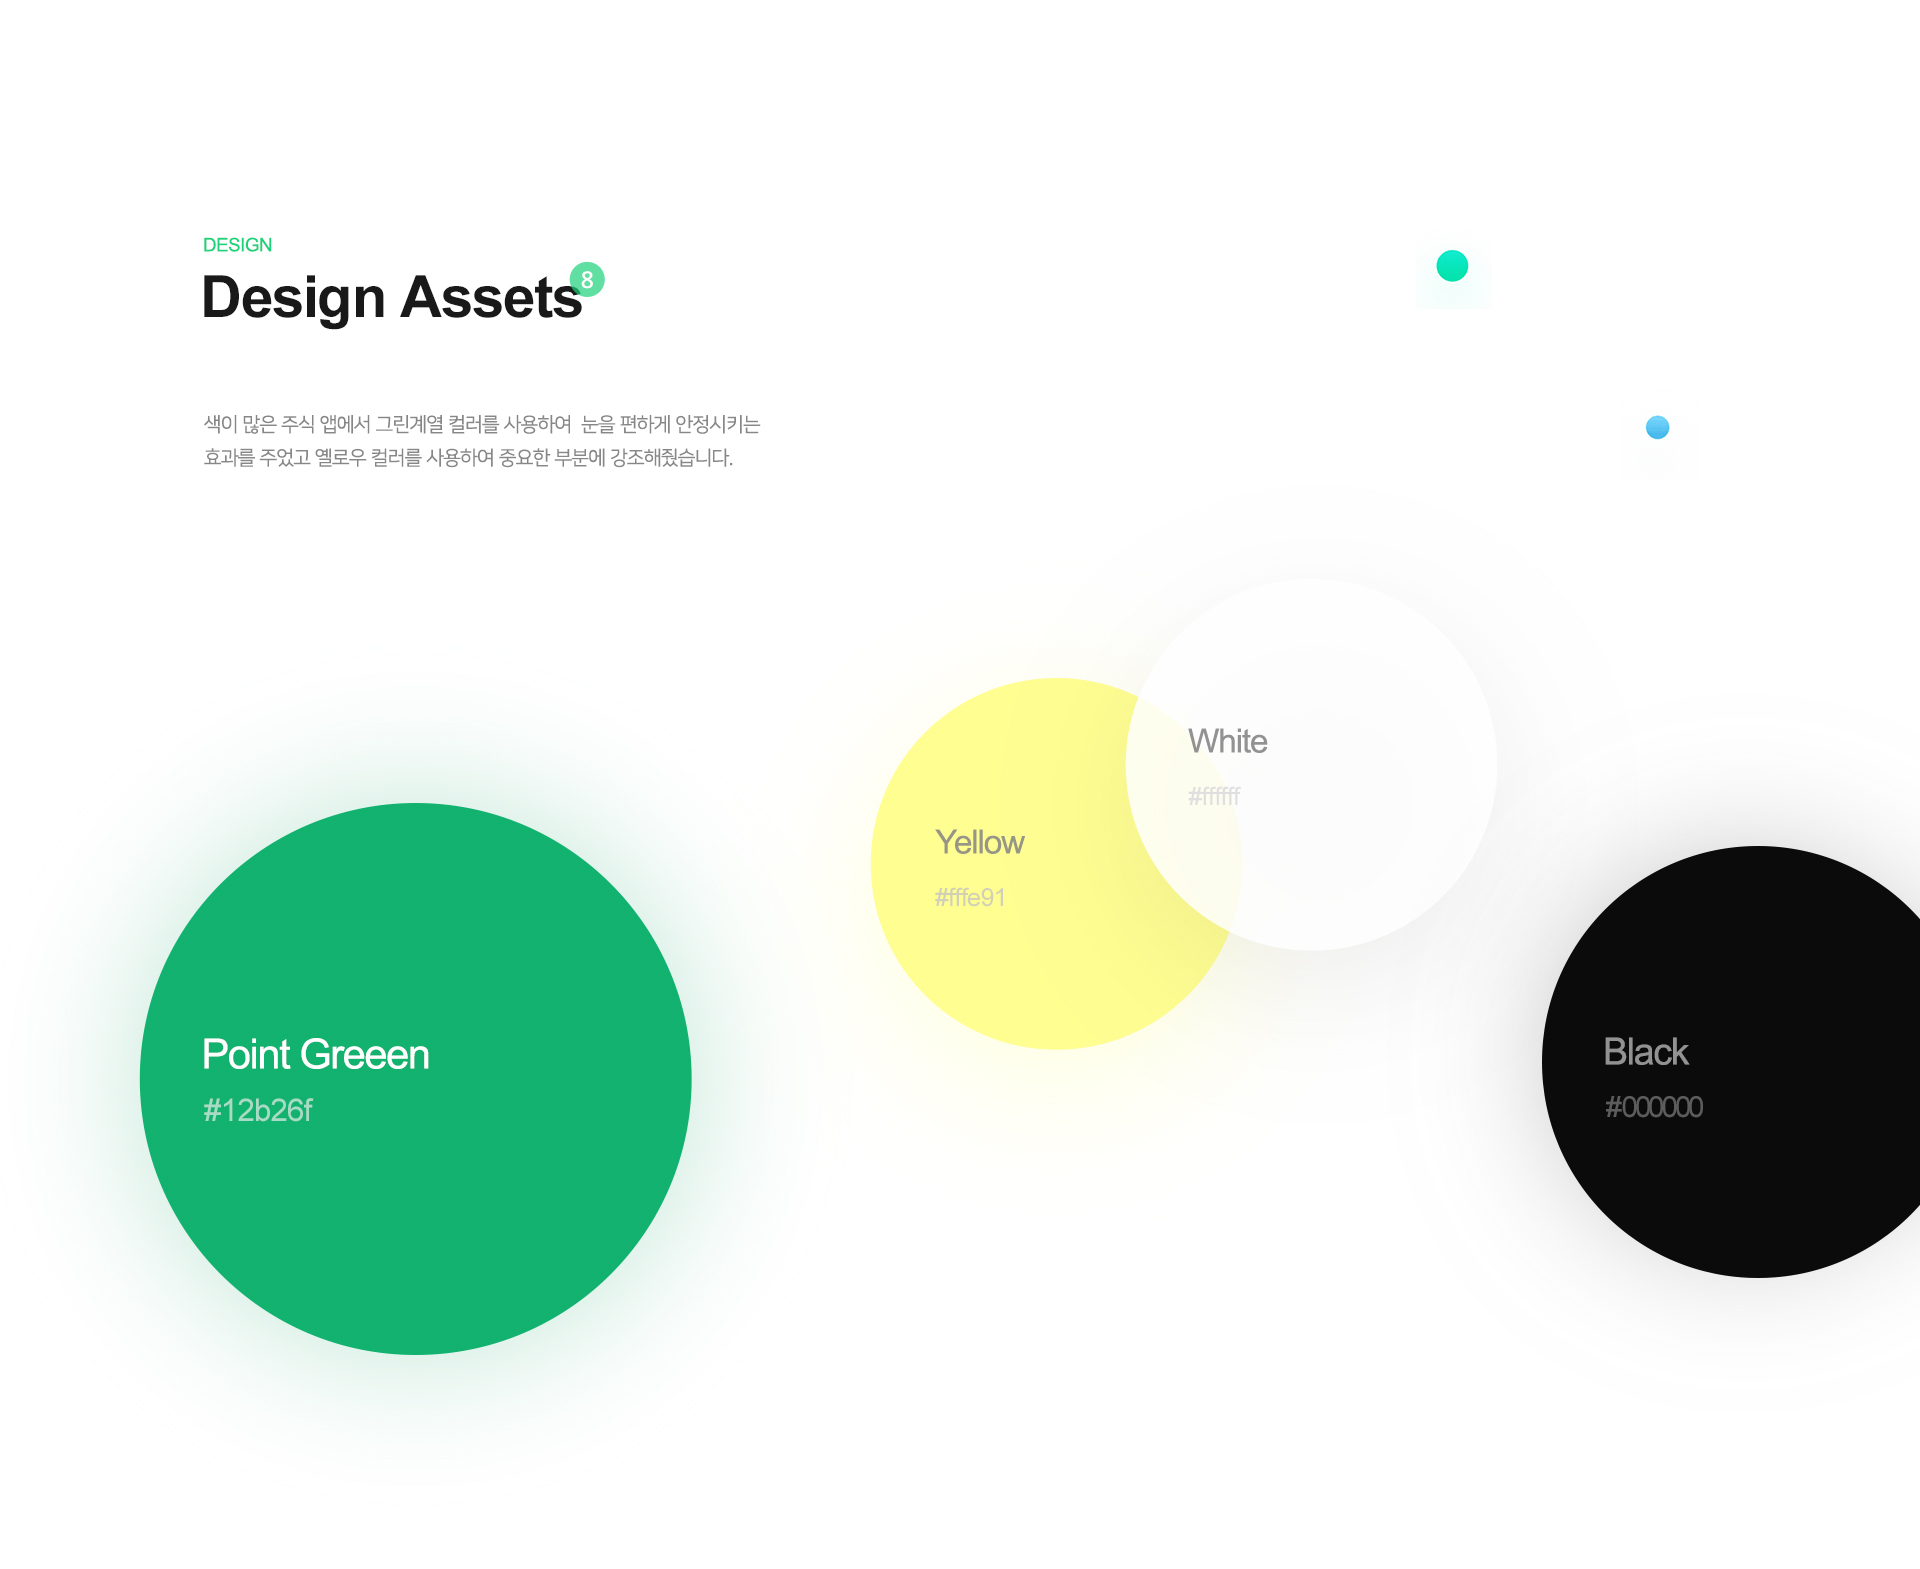 DESIGN
Design Assets
8
색이 많은 주식 앱에서 그린계열 컬러를 사용하여 눈을 편하게 안정시키는
효과를 주었고 옐로우 컬러를 사용하여 중요한 부분에 강조해줬습니다.
White
#ffffff
Yellow
#fffe91
Point Greeen
#12b26f
Black
#000000